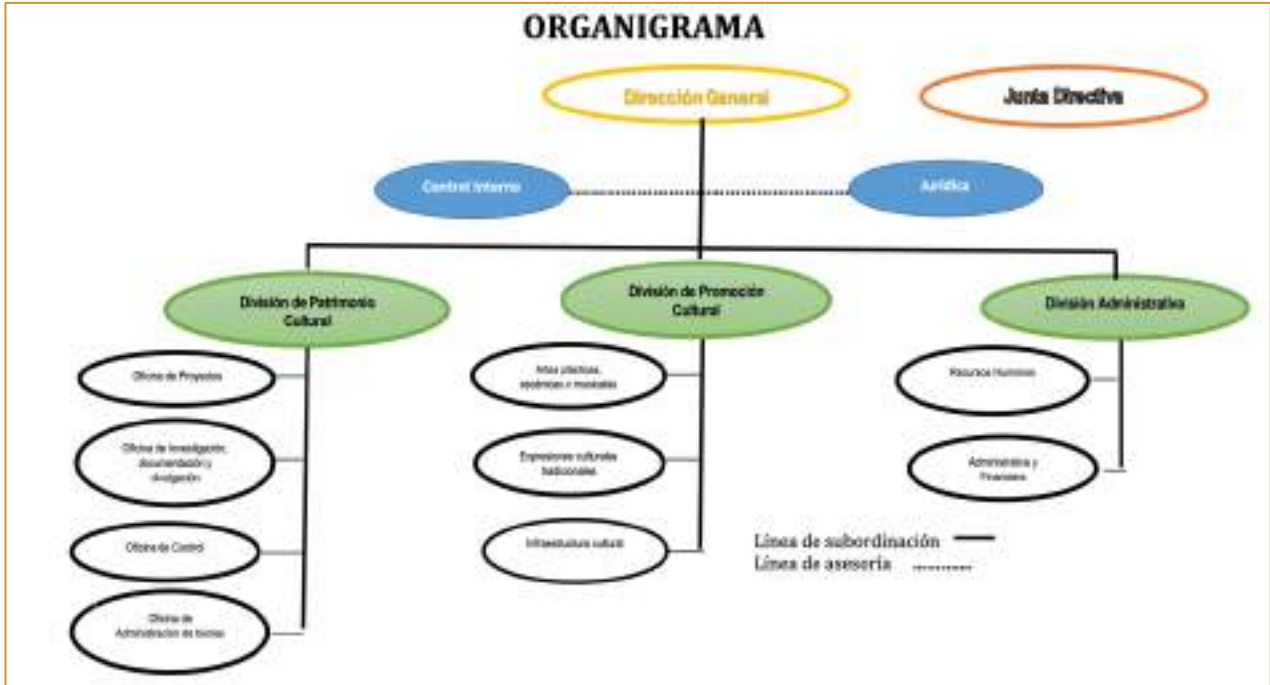 ORGANIGRAMA
Dirección General
Junta Directiva
Control Interno
Jurídica
División de Patrimonio
Cultural
División de Promoción
Cultural
División Administrativa
Oficina de Proyectos
Oficina de Investigación,
documentación y
divulgación
Oficina de Control
Oficina de
Administración de
Artes plásticas,
escénicas y musicales
Expresiones culturales
tradicionales
Infraestructura cultural
Recursos Humanos
Administrativa y
Financiera
Línea de subordinación
Línea de asesoría